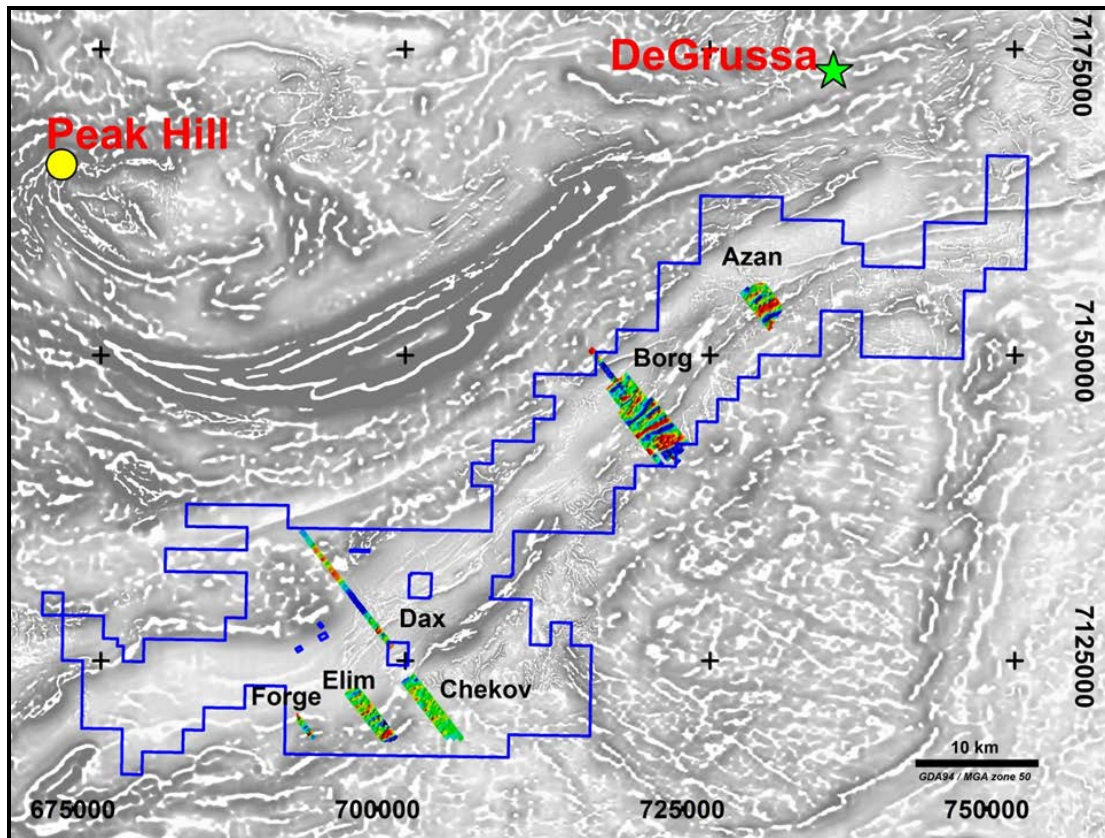 DeGrussa
7175000
Peak Hill
Azan
7150000
Borg
Dax
7125000
Elim
Chekov
Forge
10 km
GDA94 / MGA zone 50
675000
700000
725000
750000